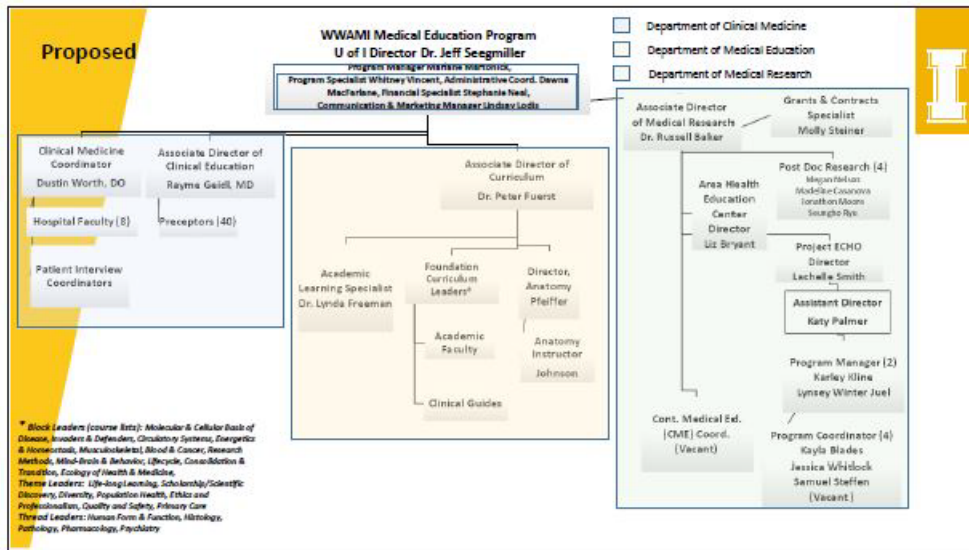 Proposed
WWAMI Medical Education Program
U of I Director Dr. Jeff Seegmiller
Program Manager Marlane Martonick,
Program Specialist Whitney Vincent, Administrative Coord. Dawna
MacFarlane, Financial Specialist Stephanie Neal,
Communication & Marketing Manager Lindsay Lodis
Department of Clinical Medicine
Department of Medical Education
Department of Medical Research
Clinical Medicine
Coordinator
Dustin Worth, DO
Hospital Faculty (8)
Patient Interview
Coordinators
Associate Director of
Clinical Education
Rayme Geidl, MD
Preceptors (40)
Associate Director of
Curriculum
Dr. Peter Fuerst
Academic
Learning Specialist
Dr. Lynda Freeman
Foundation
Curriculum
Leaders*
Academic
Faculty
Clinical Guides
Director,
Anatomy
Pfeiffer
Anatomy
Instructor
Johnson
Associate Director
of Medical Research
Dr. Russell Baker
Grants & Contracts
Specialist
Molly Steiner
Post Doc Research (4)
Megan Nelson
Madeline Casanova
Jonathon Moore
Seungho Ryu
Area Health
Education
Center
Director
Liz Bryant
Project ECHO
Director
Lachelle Smith
Assistant Director
Katy Palmer
Program Manager (2)
Karley Kline
Lynsey Winter Juel
Cont. Medical Ed.
(CME) Coord.
(Vacant)
Program Coordinator (4)
Kayla Blades
Jessica Whitlock
Samuel Steffen
(Vacant )
* Block Leaders (course lists): Molecular & Cellular Basis of
Disease, Invaders & Defenders, Circulatory Systems, Energetics
& Homeostasis, Musculoskeletal, Blood & Cancer, Research
Methods, Mind-Brain & Behavior, Lifecycle, Consolidation &
Transition, Ecology of Health & Medicine,
Theme Leaders: Life-long Learning, Scholarship/Scientific
Discovery, Diversity, Population Health, Ethics and
Professionalism, Quality and Safety, Primary Care
Thread Leaders: Human Form & Function, Histology,
Pathology, Pharmacology, Psychiatry
I